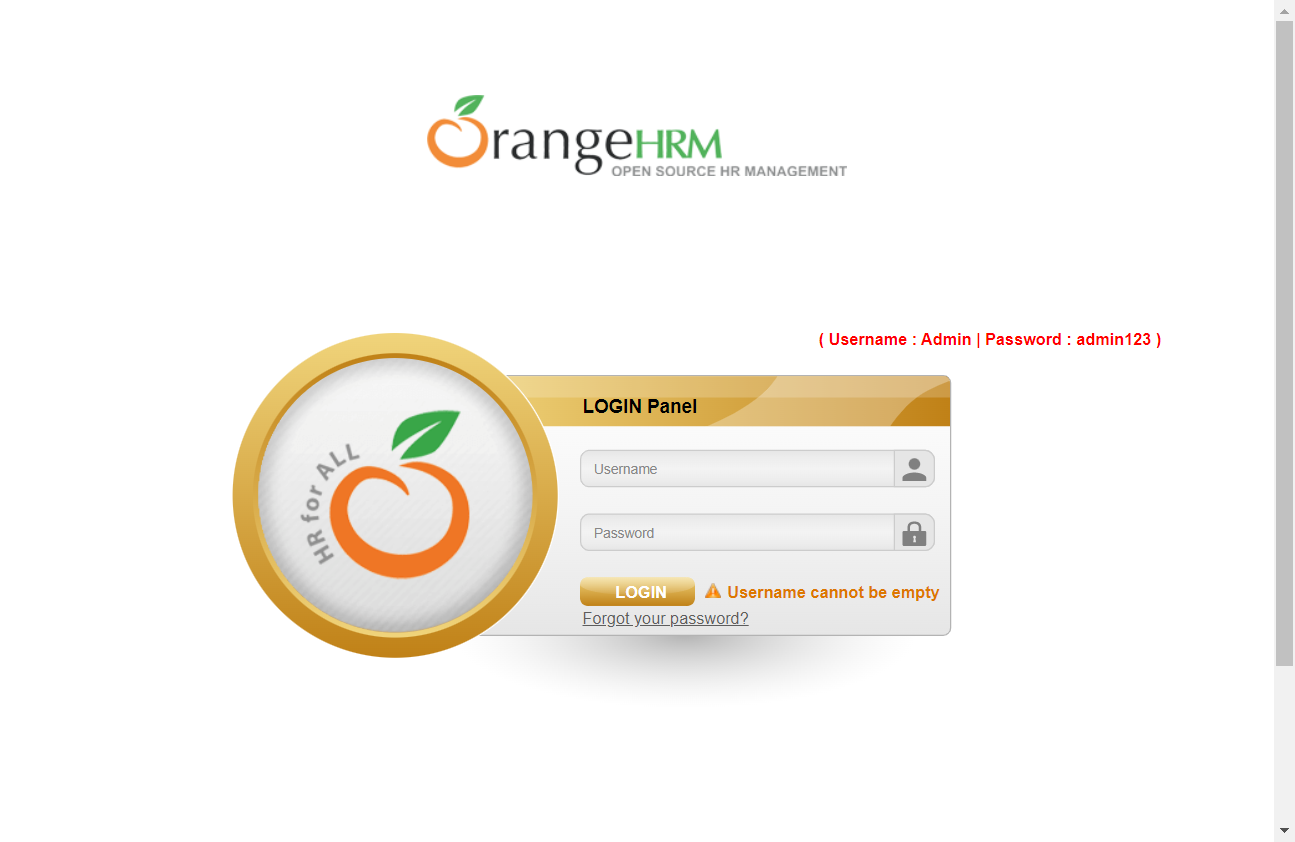 OrangeHRM
OPEN SOURCE HR MANAGEMENT
( Username : Admin | Password : admin123 )
LOGIN Panel
HR for ALL
Username
Password
LOGIN
Username cannot be empty
Forgot your password?